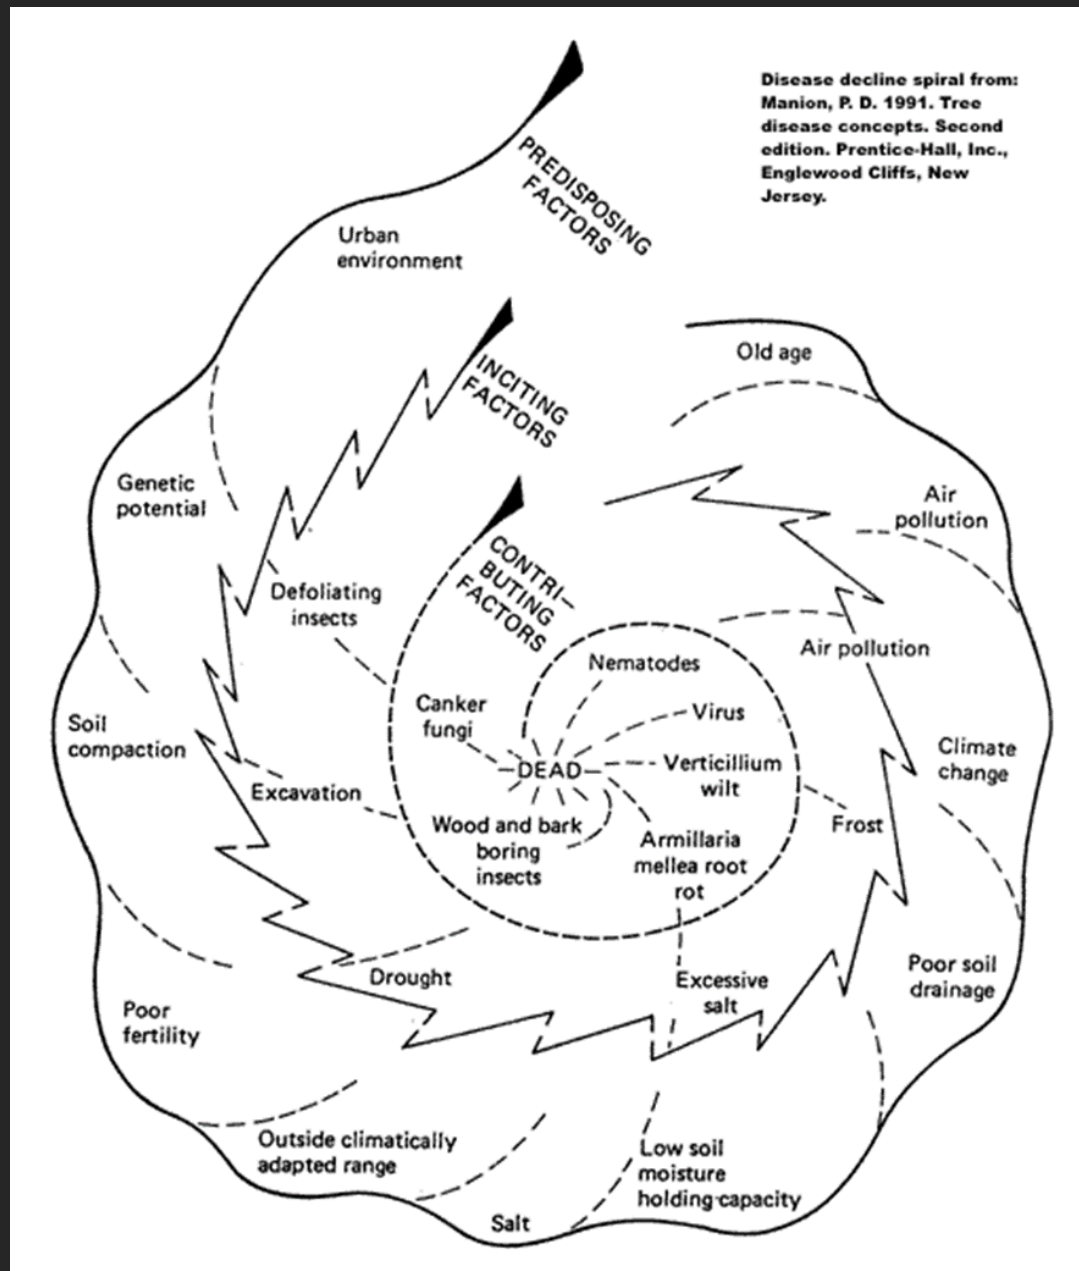 Disease decline spiral from:
Manion, P. D. 1991. Tree
disease concepts. Second
edition. Prentice-Hall, Inc.,
Englewood Cliffs, New
Jersey.
PREDISPOSING
FACTORS
Urban
environment
INCITING
FACTORS
Old age
Genetic
potential
Air
pollution
CONTRI-
BUTING
FACTORS
Defoliating
insects
Air pollution
Nematodes
Canker
fungi
Virus
Soil
compaction
Climate
change
DEAD
Verticillium
wilt
Excavation
Frost
Wood and bark
boring
insects
Armillaria
mellea root
rot
Drought
Excessive
salt
Poor soil
drainage
Poor
fertility
Outside climatically
adapted range
Low soil
moisture
holding capacity
Salt